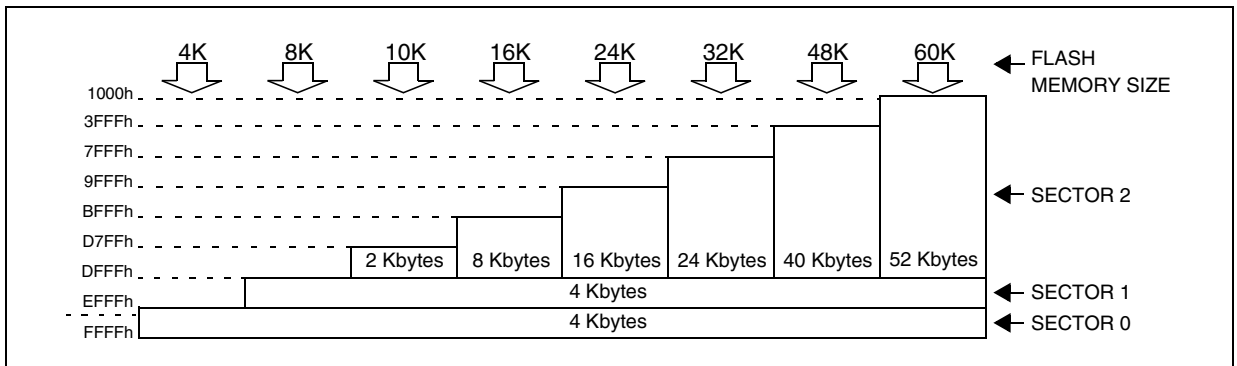 4K 8K 10K 16K 24K 32K 48K 60K
FLASH
MEMORY SIZE
1000h
3FFFh
7FFFh
9FFFh
SECTOR 2
BFFFh
D7FFh
2 Kbytes 8 Kbytes 16 Kbytes 24 Kbytes 40 Kbytes 52 Kbytes
DFFFh
4 Kbytes
SECTOR 1
EFFFh
4 Kbytes
SECTOR 0
FFFFh